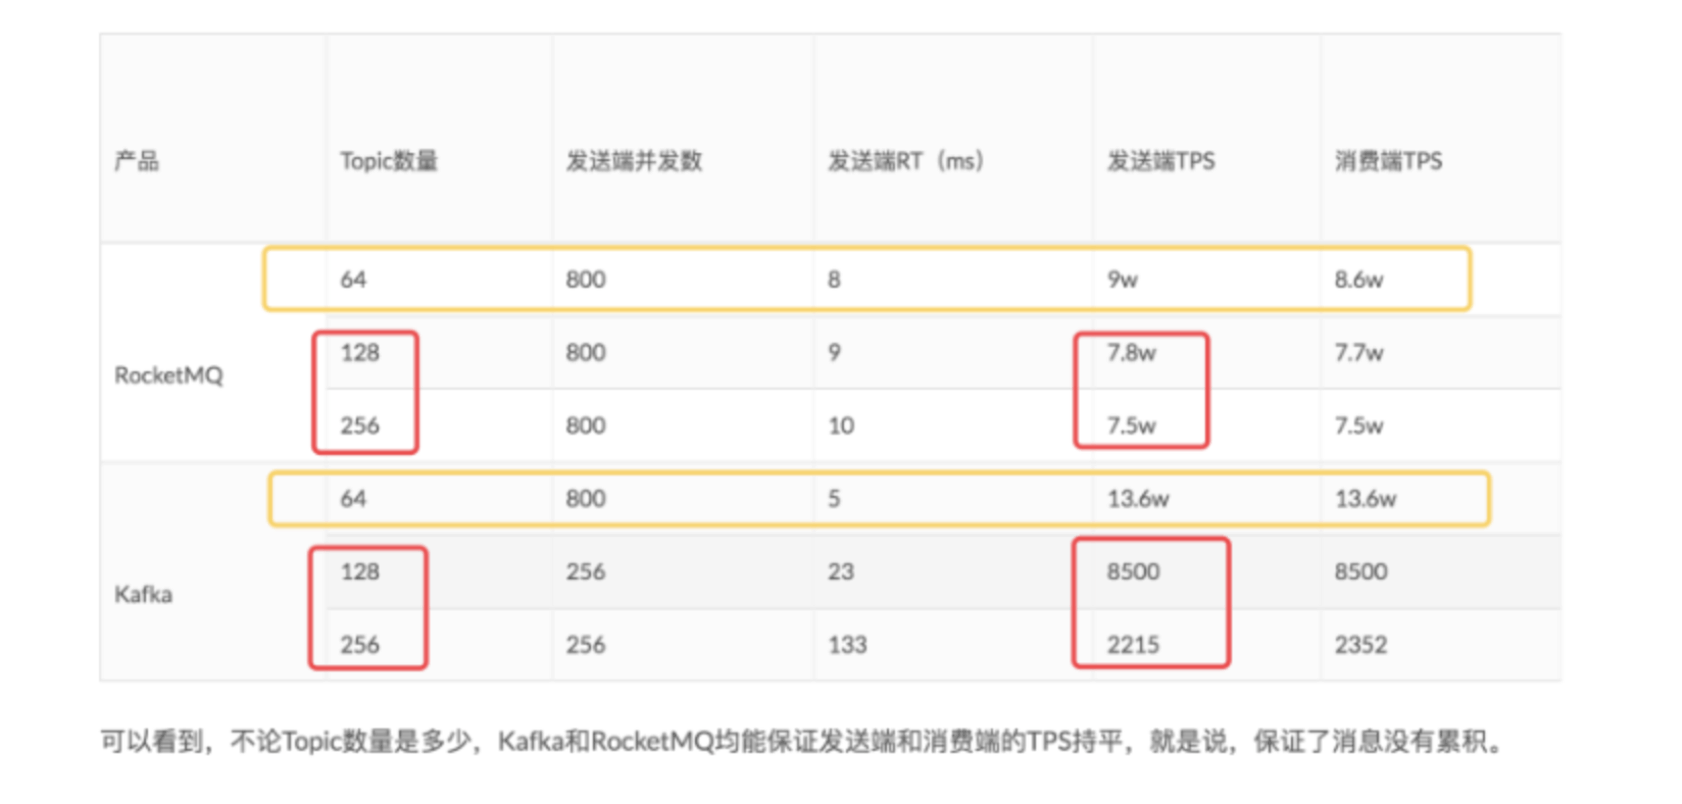 产品 Topic数量 发送端并发数 发送端RT（ms） 发送端TPS 消费端TPS
64 800 8 9w 8.6w
128 800 9 7.8w 7.7w
RocketMQ
256 800 10 7.5w 7.5w
64 800 5 13.6w 13.6w
128 256 23 8500 8500
Kafka
256 256 133 2215 2352
可以看到，不论Topic数量是多少，Kafka和RocketMQ均能保证发送端和消费端的TPS持平，就是说，保证了消息没有累积。